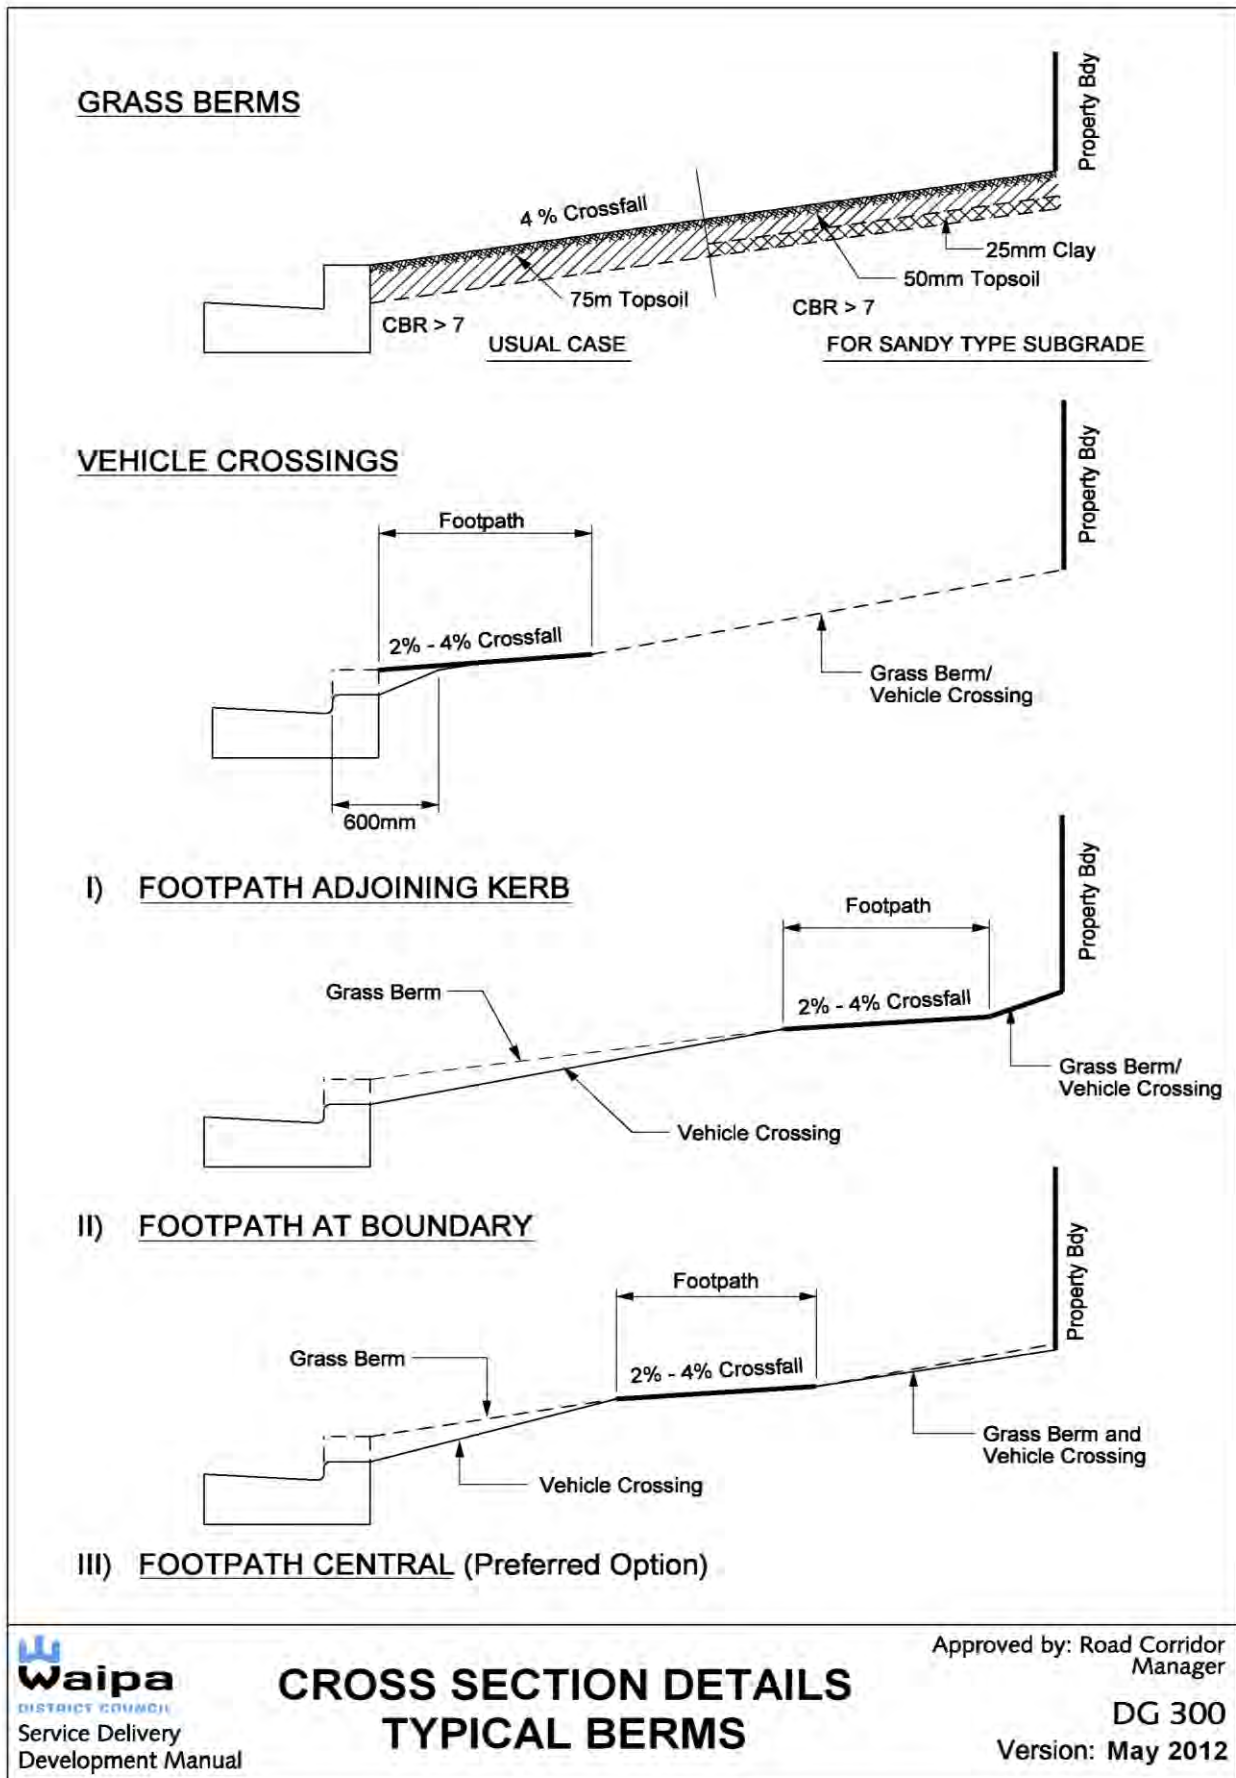 GRASS BERMS
Property Bdy
4 % Crossfall
25mm Clay
50mm Topsoil
75m Topsoil
CBR > 7
CBR > 7
USUAL CASE
FOR SANDY TYPE SUBGRADE
VEHICLE CROSSINGS
Property Bdy
Footpath
2% - 4% Crossfall
Grass Berm/
Vehicle Crossing
600mm
I) FOOTPATH ADJOINING KERB
Property Bdy
Footpath
Grass Berm
2% - 4% Crossfall
Grass Berm/
Vehicle Crossing
Vehicle Crossing
II) FOOTPATH AT BOUNDARY
Property Bdy
Footpath
Grass Berm
2% - 4% Crossfall
Grass Berm and
Vehicle Crossing
Vehicle Crossing
III) FOOTPATH CENTRAL (Preferred Option)
Waipa
DISTRICT COUNCIL
Service Delivery
Development Manual
CROSS SECTION DETAILS
TYPICAL BERMS
Approved by: Road Corridor
Manager
DG 300
Version: May 2012